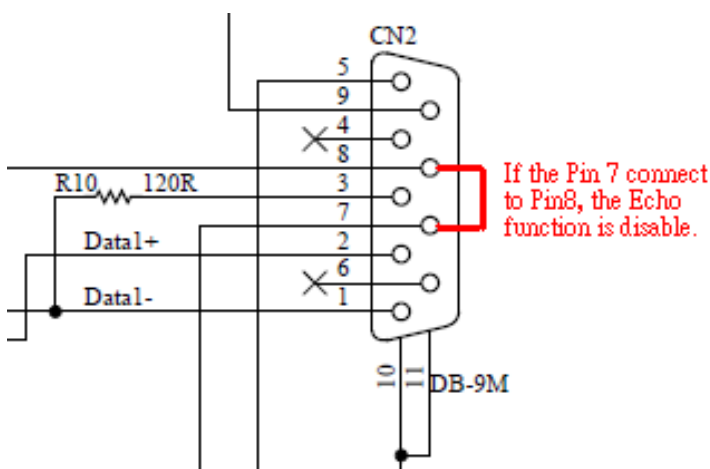 CN2
5
9
4
8
R10 120R 3
7
Data1+ 2
6
Data1- 1
If the Pin 7 connect
to Pin8, the Echo
function is disable.
10
11
DB-9M